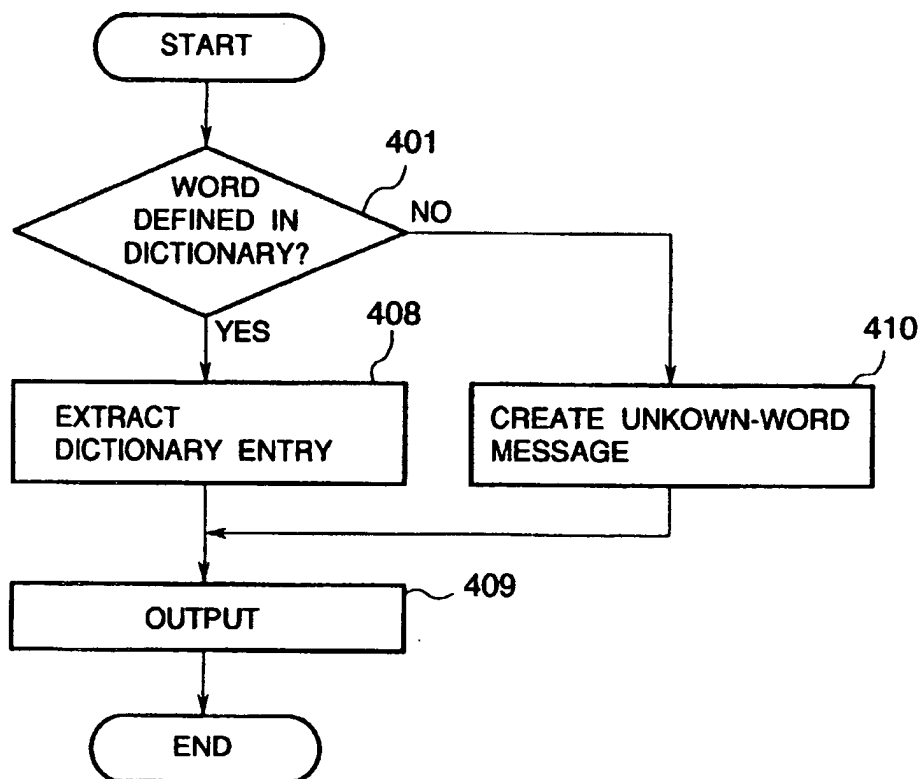 START
401
WORD
DEFINED IN
DICTIONARY?
NO
YES
408
EXTRACT
DICTIONARY ENTRY
410
CREATE UNKOWN-WORD
MESSAGE
409
OUTPUT
END